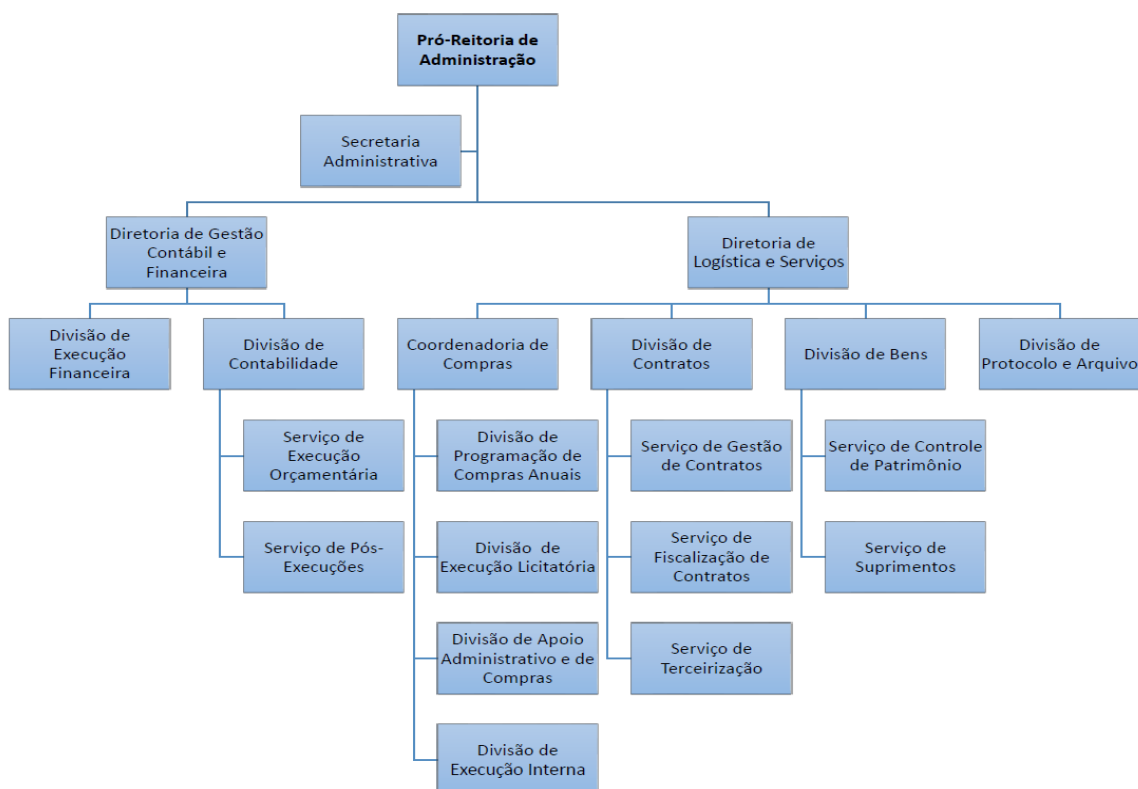 Pró-Reitoria de
Administração
Secretaria
Administrativa
Diretoria de Gestão
Contábil e
Financeira
Diretoria de
Logística e Serviços
Divisão de
Execução
Financeira
Divisão de
Contabilidade
Coordenadoria de
Compras
Divisão de
Contratos
Divisão de Bens
Divisão de
Protocolo e Arquivo
Serviço de
Execução
Orçamentária
Divisão de
Programação de
Compras Anuais
Serviço de Gestão
de Contratos
Serviço de Controle
de Patrimônio
Serviço de Pós-
Execuções
Divisão de
Execução Licitatória
Serviço de
Fiscalização de
Contratos
Serviço de
Suprimentos
Divisão de Apoio
Administrativo e de
Compras
Serviço de
Terceirização
Divisão de
Execução Interna